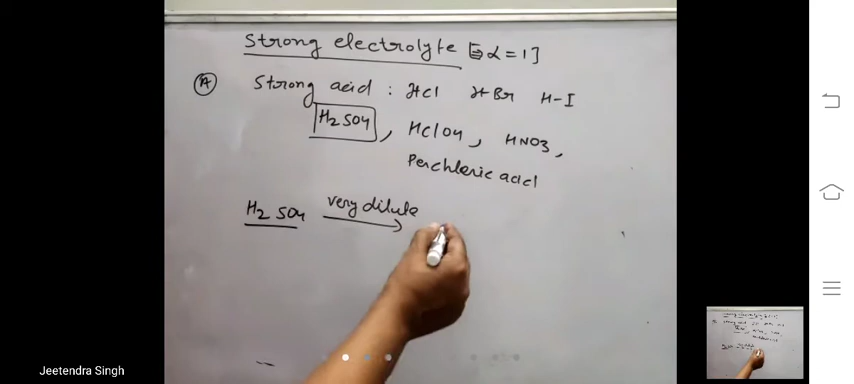 Strong electrolyte [⇒ α = 1]
(A) Strong acid : HCl HBr H-I
H2SO4, HClO4, HNO3,
Perchloric acid
H2SO4 very dilute →
Jeetendra Singh